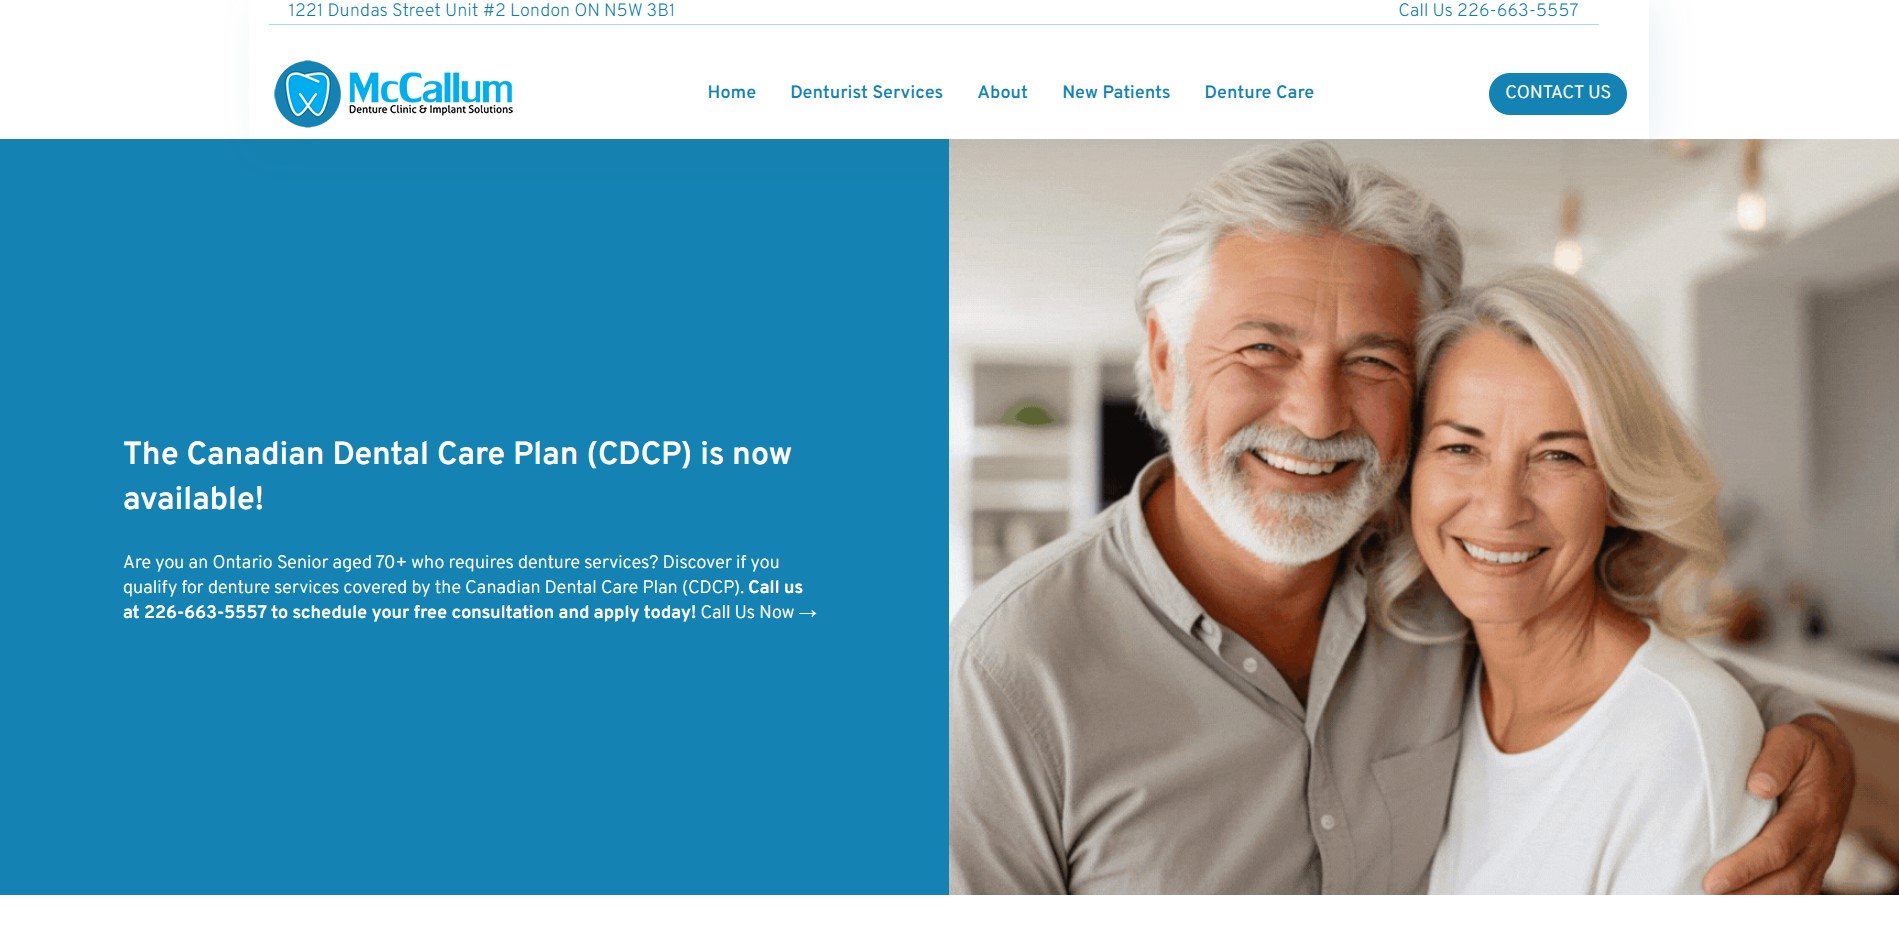 1221 Dundas Street Unit #2 London ON N5W 3B1
Call Us 226-663-5557
McCallum
Denture Clinic & Implant Solutions
Home
Denturist Services
About
New Patients
Denture Care
CONTACT US
The Canadian Dental Care Plan (CDCP) is now
available!
Are you an Ontario Senior aged 70+ who requires denture services? Discover if you
qualify for denture services covered by the Canadian Dental Care Plan (CDCP). Call us
at 226-663-5557 to schedule your free consultation and apply today! Call Us Now →